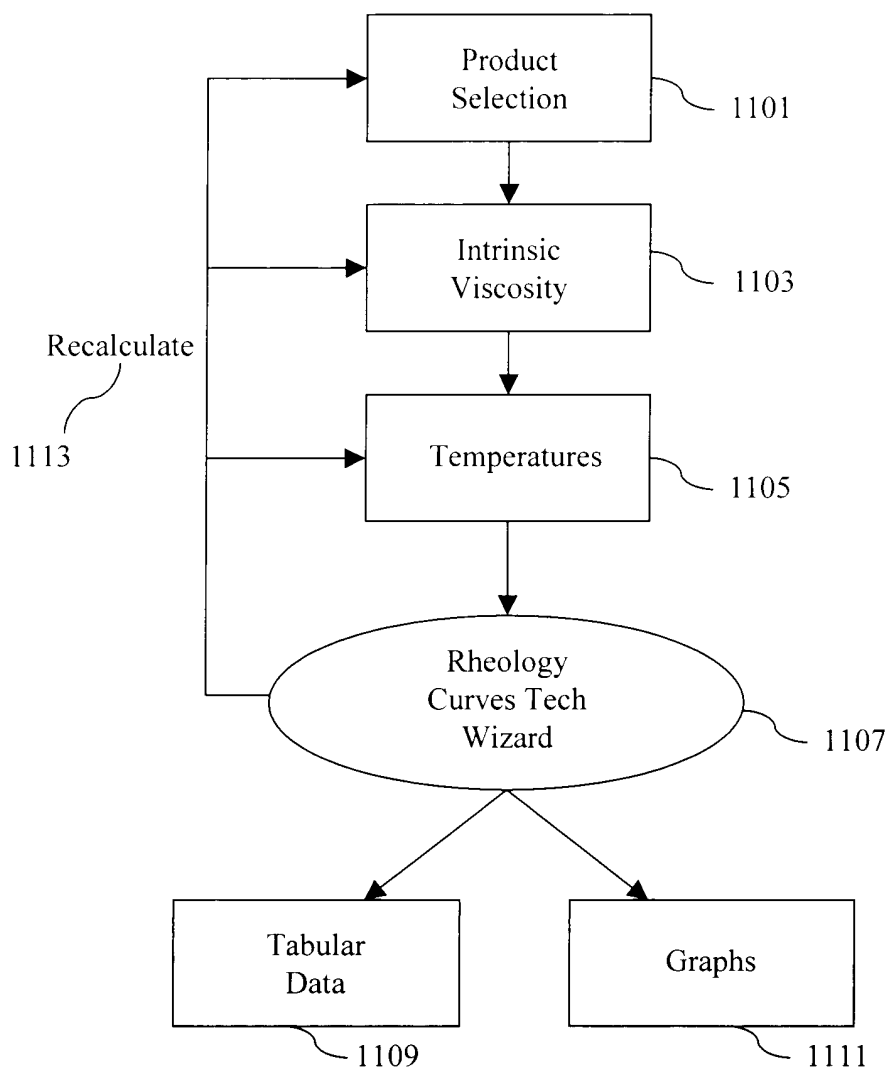 Product
Selection
1101
Intrinsic
Viscosity
1103
Recalculate
1113
Temperatures
1105
Rheology
Curves Tech
Wizard
1107
Tabular
Data
Graphs
1109
1111